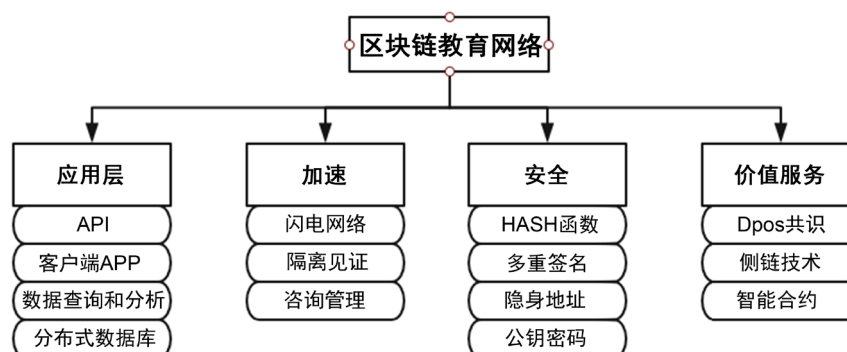 区块链教育网络
应用层
API
客户端APP
数据查询和分析
分布式数据库
加速
闪电网络
隔离见证
咨询管理
安全
HASH函数
多重签名
隐身地址
公钥密码
价值服务
Dpos共识
侧链技术
智能合约